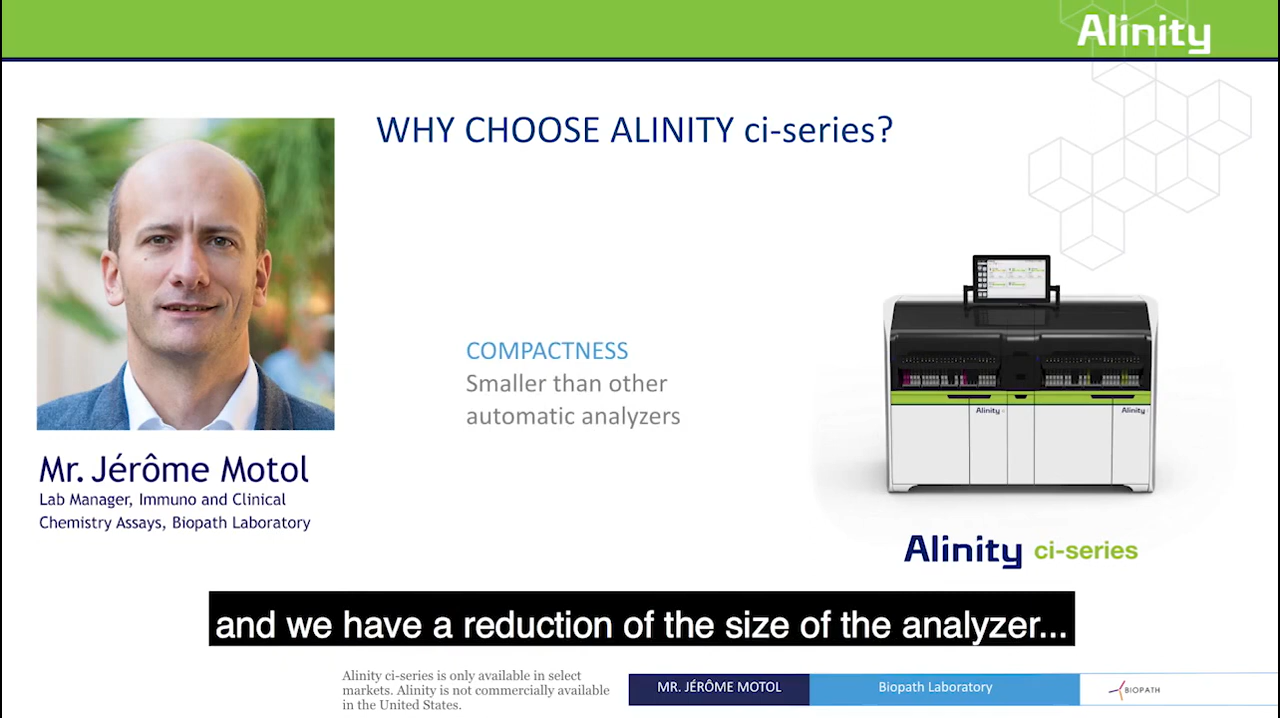 Alinity
WHY CHOOSE ALINITY ci-series?
COMPACTNESS
Smaller than other
automatic analyzers
Mr. Jérôme Motol
Lab Manager, Immuno and Clinical
Chemistry Assays, Biopath Laboratory
Alinity
Alinity
Alinity
Alinity ci-series
and we have a reduction of the size of the analyzer...
Alinity ci-series is only available in select
markets. Alinity is not commercially available
in the United States.
MR. JÉRÔME MOTOL
Biopath Laboratory
BIOPATH